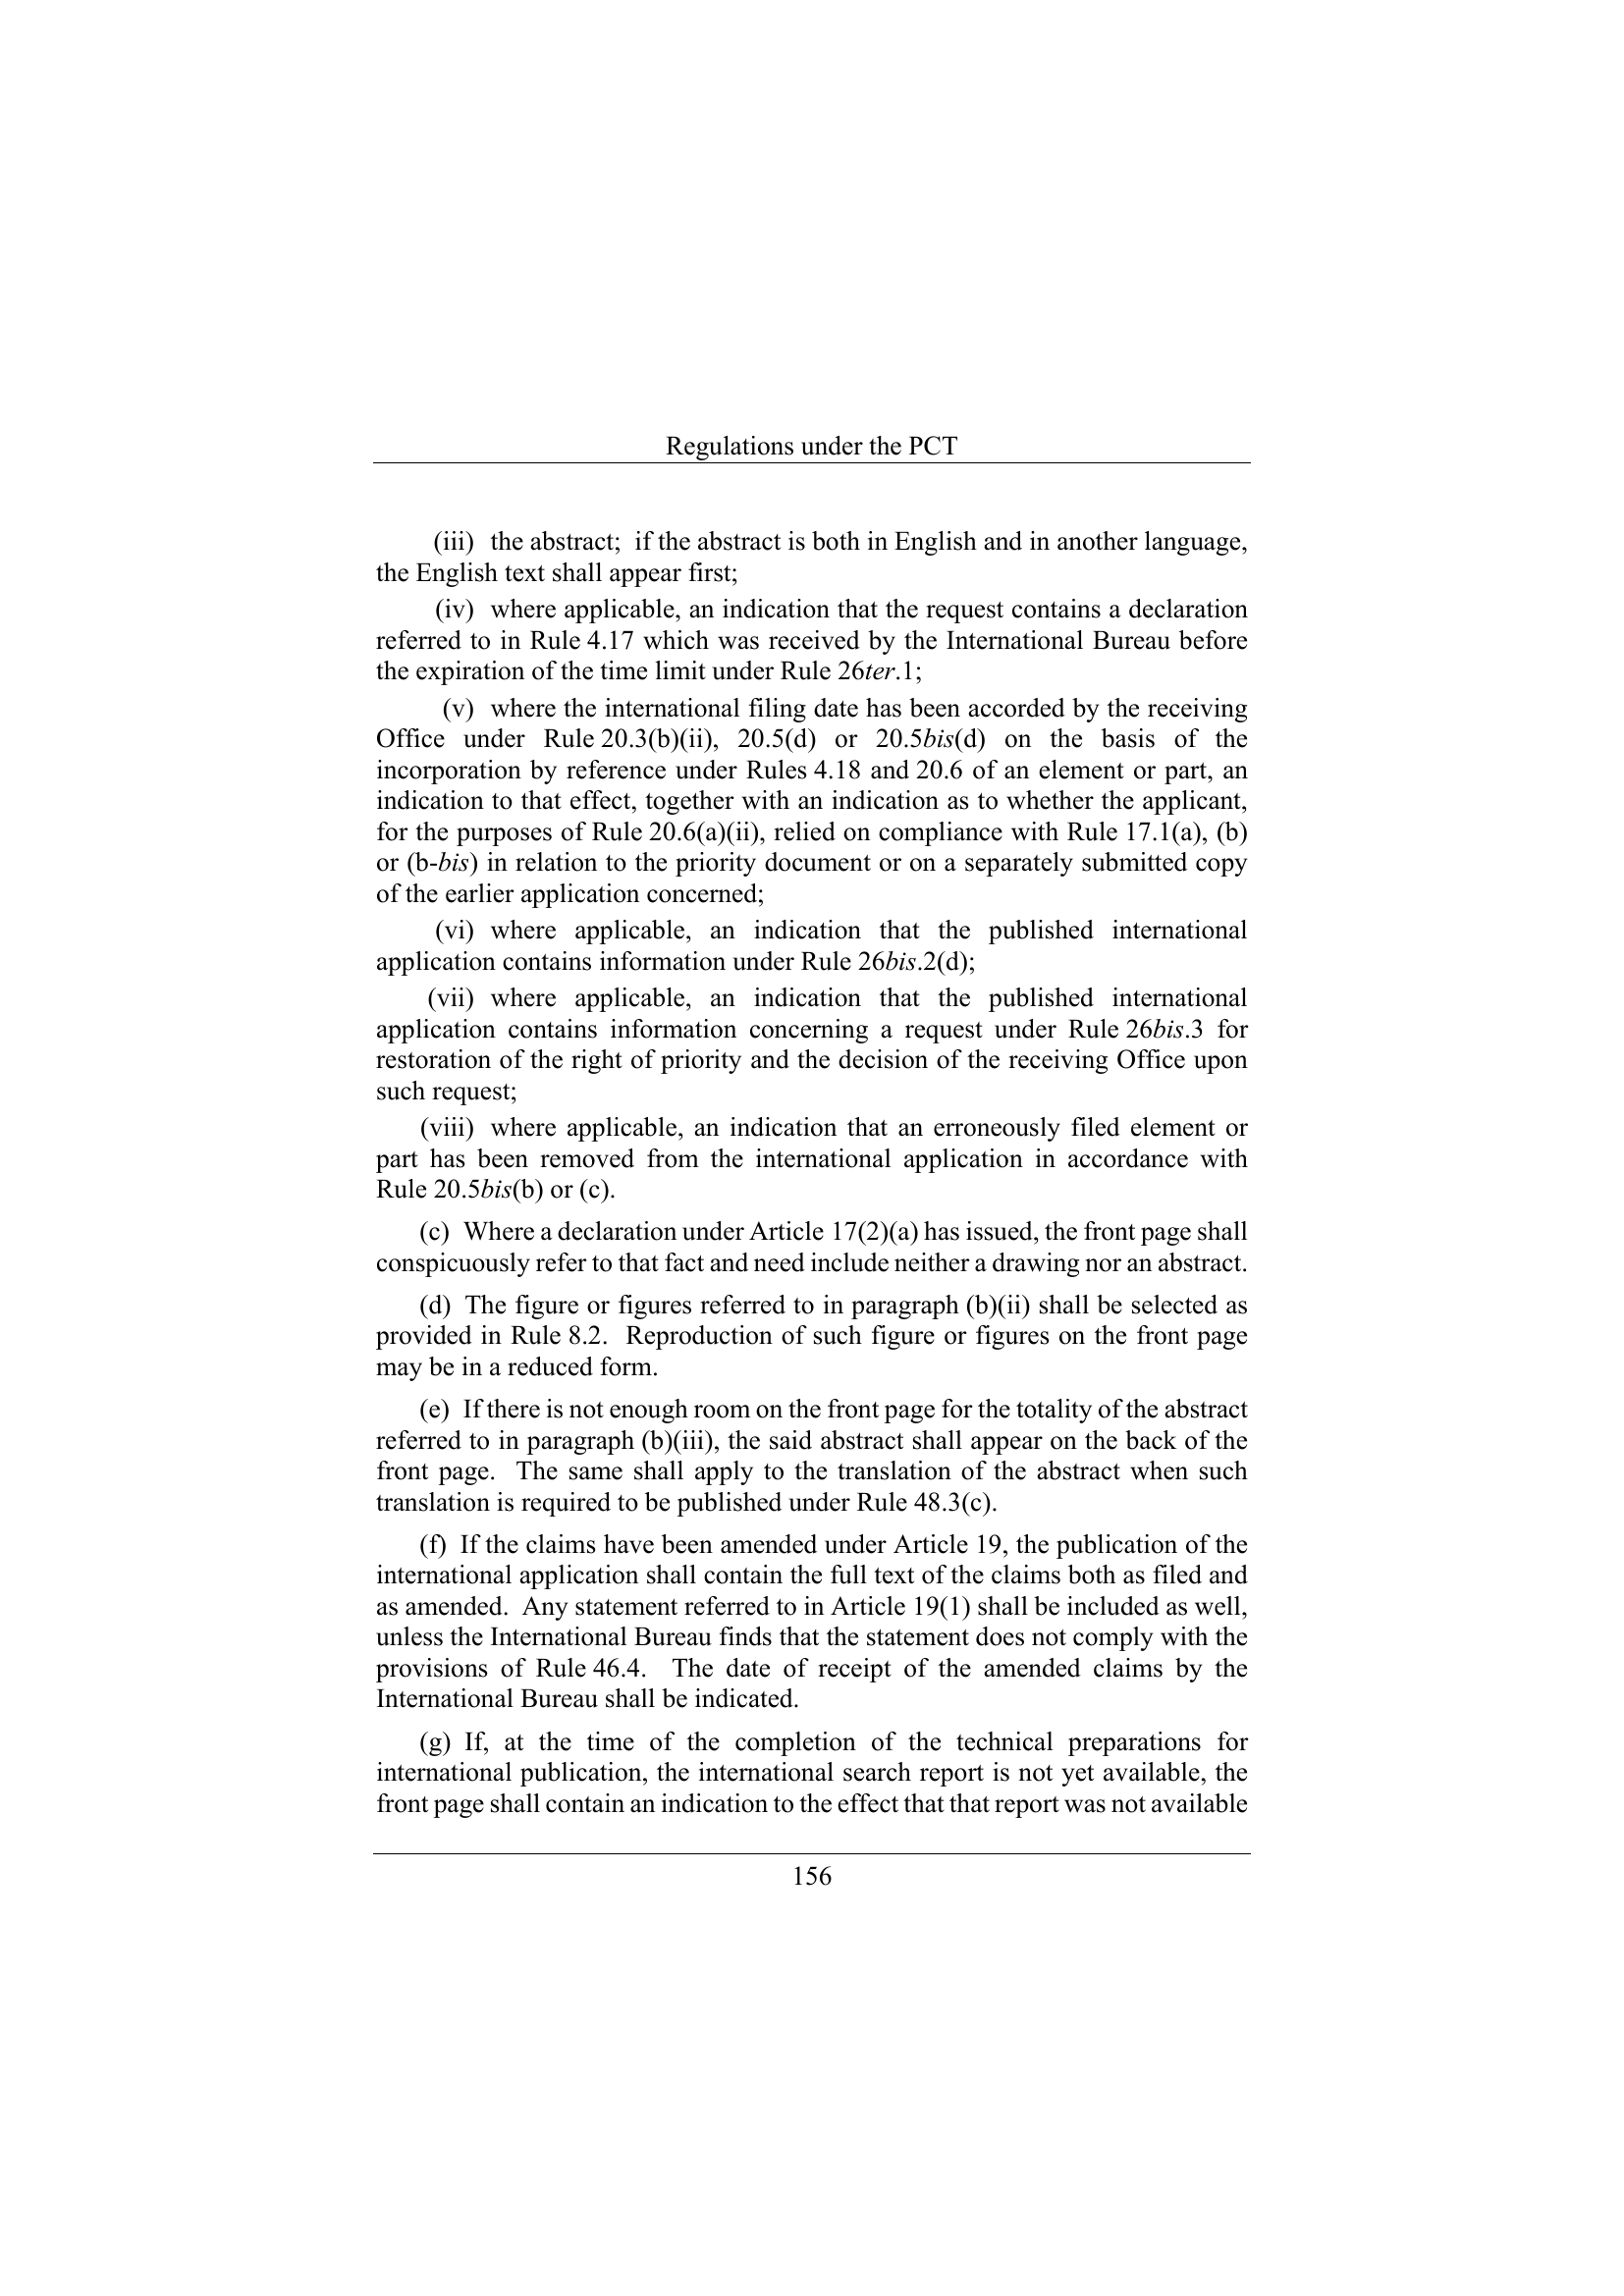 Regulations under the PCT
(iii) the abstract; if the abstract is both in English and in another language,
the English text shall appear first;
(iv) where applicable, an indication that the request contains a declaration
referred to in Rule 4.17 which was received by the International Bureau before
the expiration of the time limit under Rule 26ter.1;
(v) where the international filing date has been accorded by the receiving
Office under Rule 20.3(b)(ii), 20.5(d) or 20.5bis(d) on the basis of the
incorporation by reference under Rules 4.18 and 20.6 of an element or part, an
indication to that effect, together with an indication as to whether the applicant,
for the purposes of Rule 20.6(a)(ii), relied on compliance with Rule 17.1(a), (b)
or (b-bis) in relation to the priority document or on a separately submitted copy
of the earlier application concerned;
(vi) where applicable, an indication that the published international
application contains information under Rule 26bis.2(d);
(vii) where applicable, an indication that the published international
application contains information concerning a request under Rule 26bis.3 for
restoration of the right of priority and the decision of the receiving Office upon
such request;
(viii) where applicable, an indication that an erroneously filed element or
part has been removed from the international application in accordance with
Rule 20.5bis(b) or (c).
(c) Where a declaration under Article 17(2)(a) has issued, the front page shall
conspicuously refer to that fact and need include neither a drawing nor an abstract.
(d) The figure or figures referred to in paragraph (b)(ii) shall be selected as
provided in Rule 8.2. Reproduction of such figure or figures on the front page
may be in a reduced form.
(e) If there is not enough room on the front page for the totality of the abstract
referred to in paragraph (b)(iii), the said abstract shall appear on the back of the
front page. The same shall apply to the translation of the abstract when such
translation is required to be published under Rule 48.3(c).
(f) If the claims have been amended under Article 19, the publication of the
international application shall contain the full text of the claims both as filed and
as amended. Any statement referred to in Article 19(1) shall be included as well,
unless the International Bureau finds that the statement does not comply with the
provisions of Rule 46.4. The date of receipt of the amended claims by the
International Bureau shall be indicated.
(g) If, at the time of the completion of the technical preparations for
international publication, the international search report is not yet available, the
front page shall contain an indication to the effect that that report was not available
156